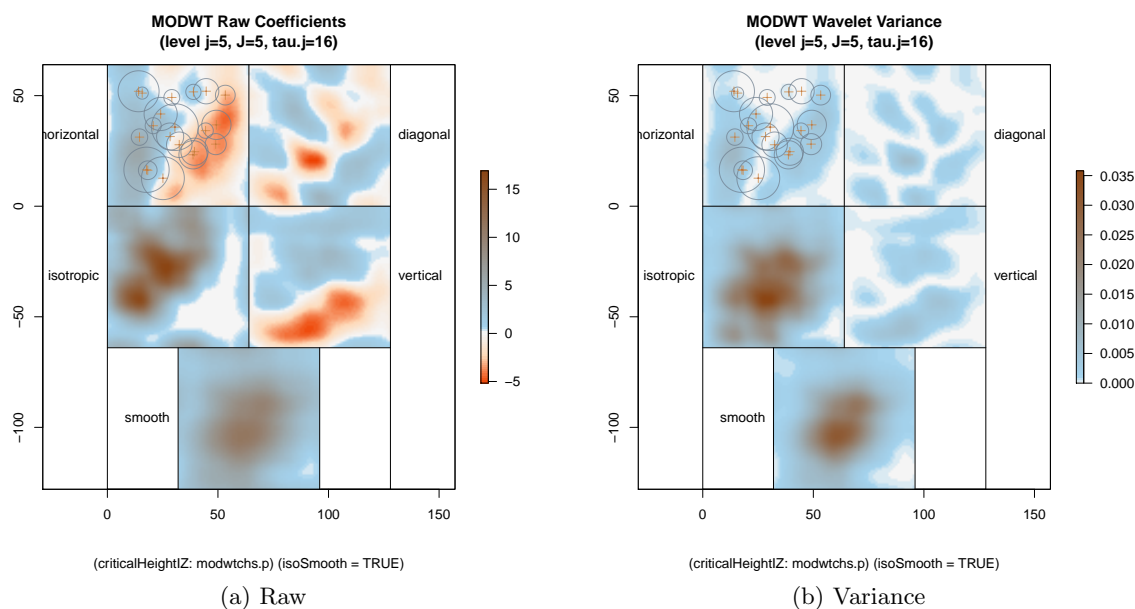 MODWT Raw Coefficients
(level j=5, J=5, tau.j=16)
50
0
−50
−100
horizontal
diagonal
isotropic
vertical
smooth
0
50
100
150
15
10
5
0
−5
(criticalHeightIZ: modwtchs.p) (isoSmooth = TRUE)
(a) Raw
MODWT Wavelet Variance
(level j=5, J=5, tau.j=16)
50
0
−50
−100
horizontal
diagonal
isotropic
vertical
smooth
0
50
100
150
0.035
0.030
0.025
0.020
0.015
0.010
0.005
0.000
(criticalHeightIZ: modwtchs.p) (isoSmooth = TRUE)
(b) Variance